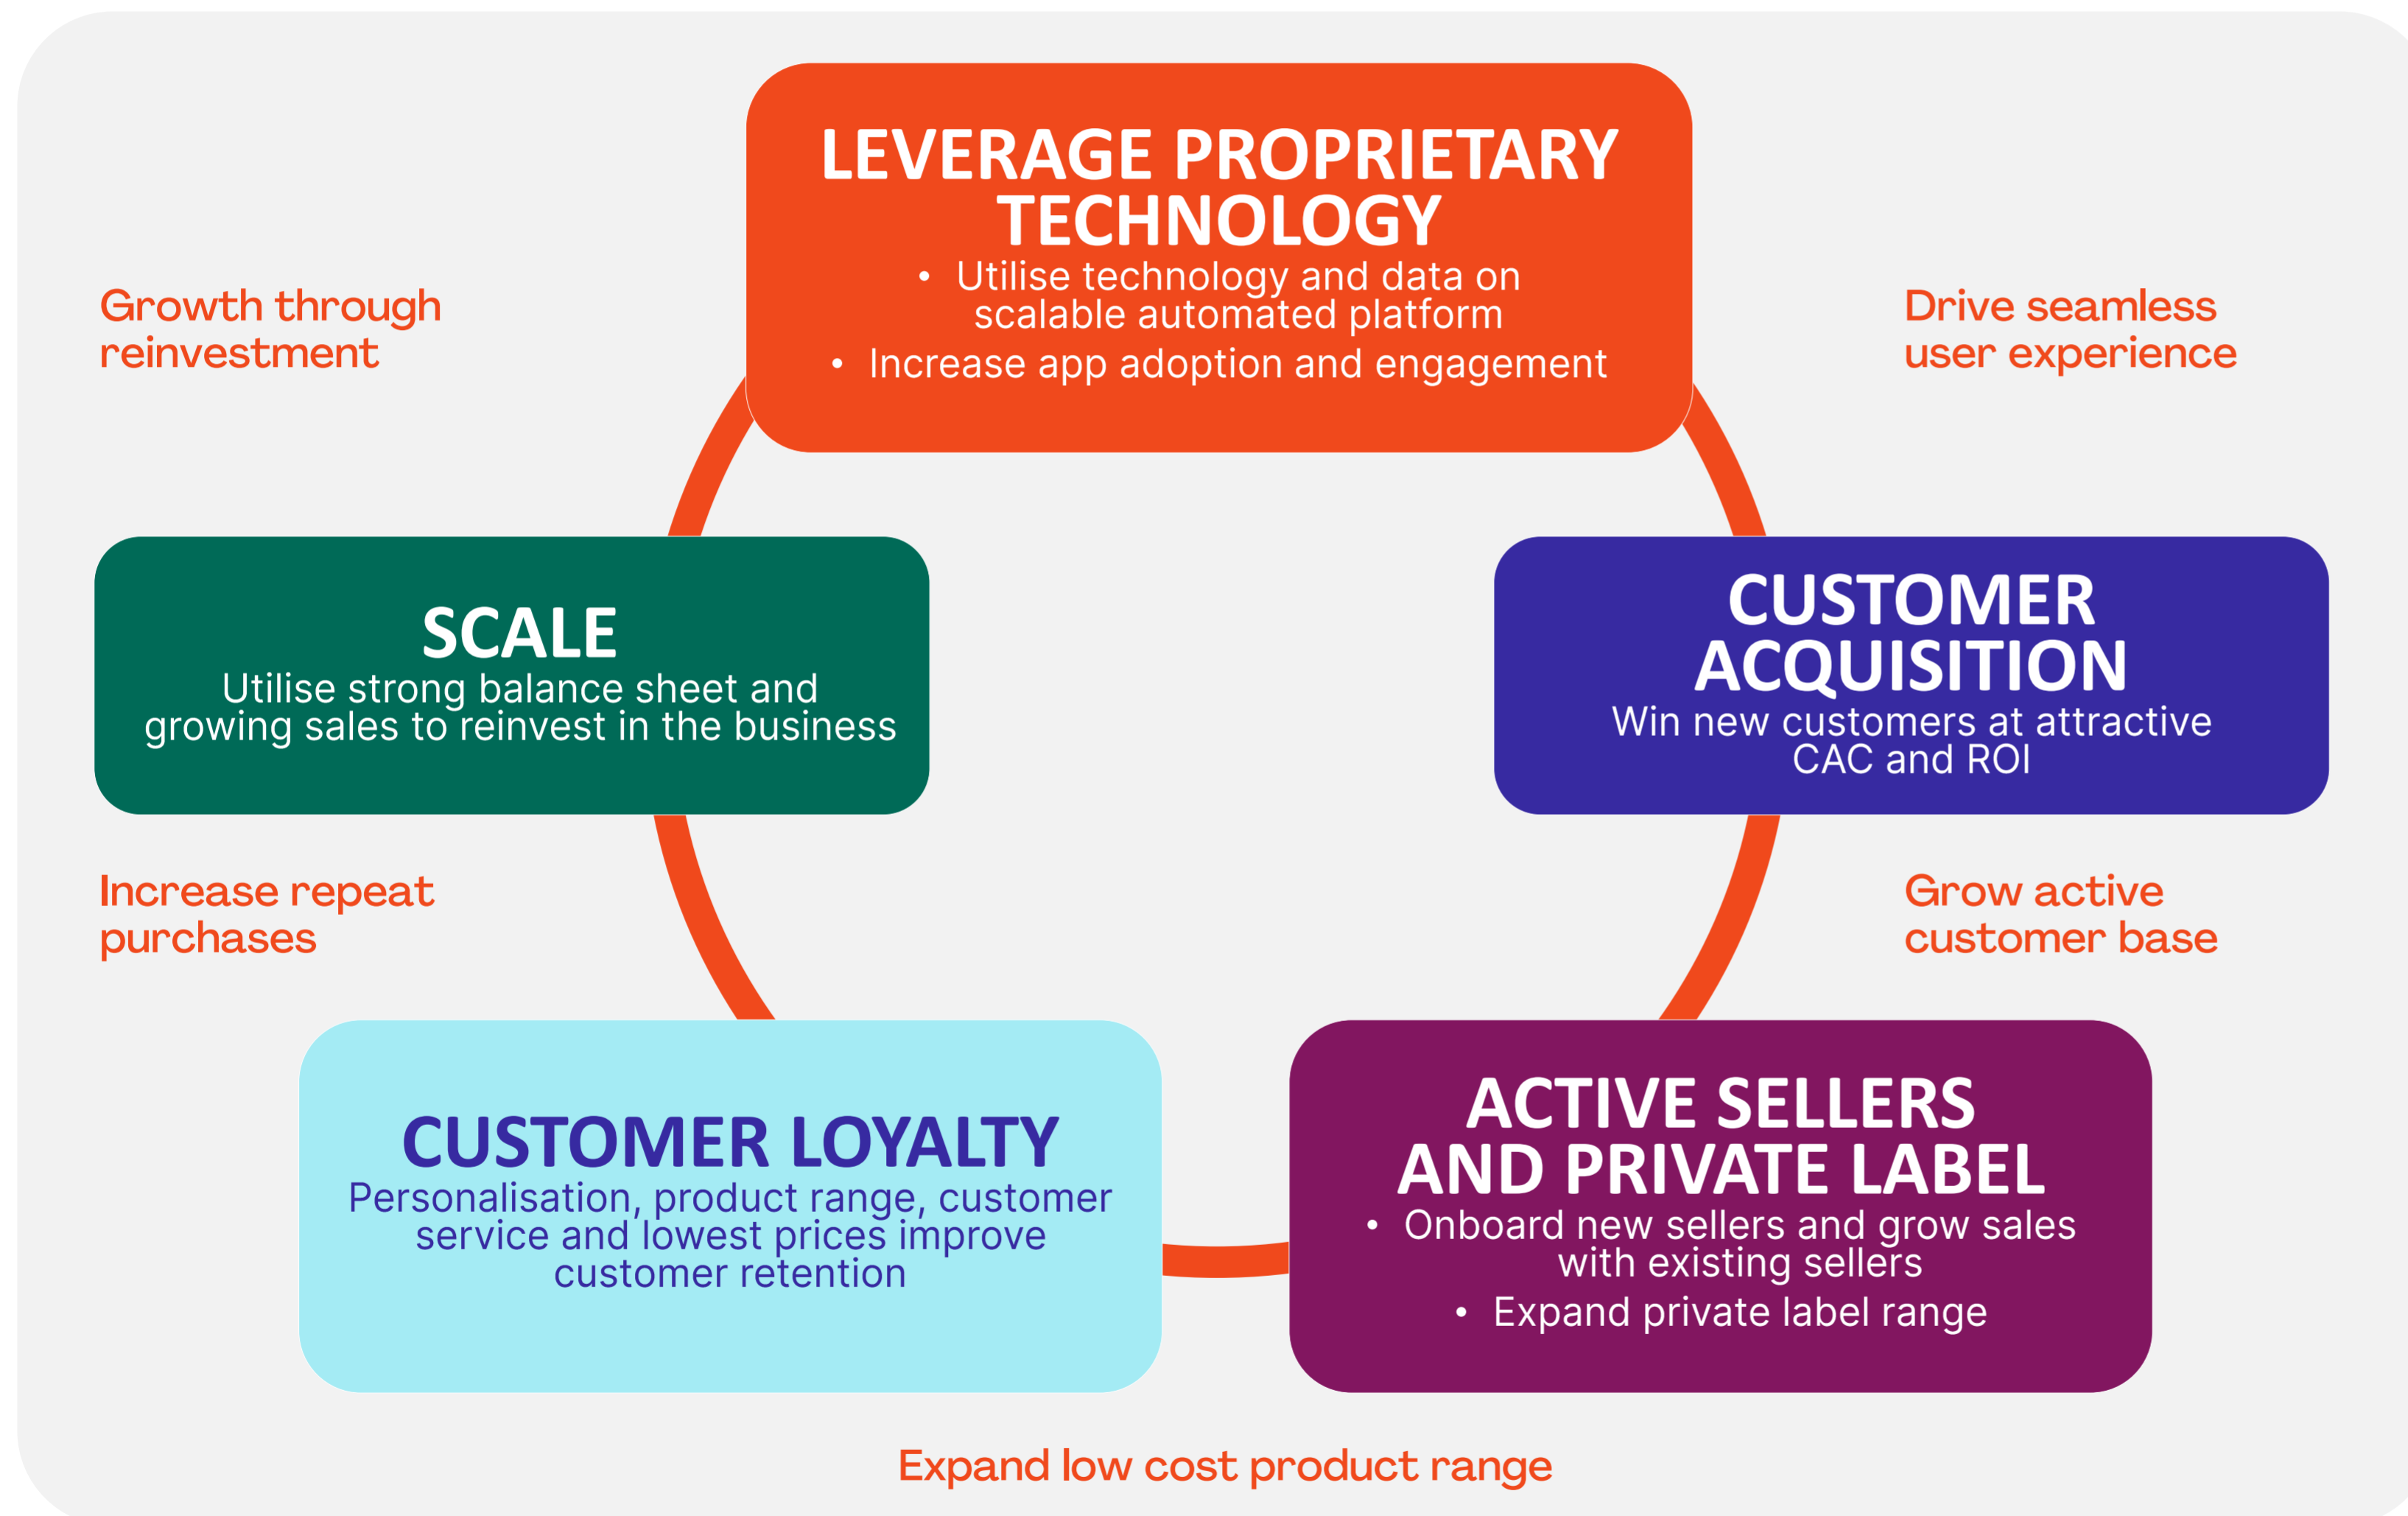 LEVERAGE PROPRIETARY
TECHNOLOGY
• Utilise technology and data on
scalable automated platform
• Increase app adoption and engagement
Growth through
reinvestment
Drive seamless
user experience
SCALE
Utilise strong balance sheet and
growing sales to reinvest in the business
CUSTOMER
ACQUISITION
Win new customers at attractive
CAC and ROI
Increase repeat
purchases
Grow active
customer base
CUSTOMER LOYALTY
Personalisation, product range, customer
service and lowest prices improve
customer retention
ACTIVE SELLERS
AND PRIVATE LABEL
• Onboard new sellers and grow sales
with existing sellers
• Expand private label range
Expand low cost product range